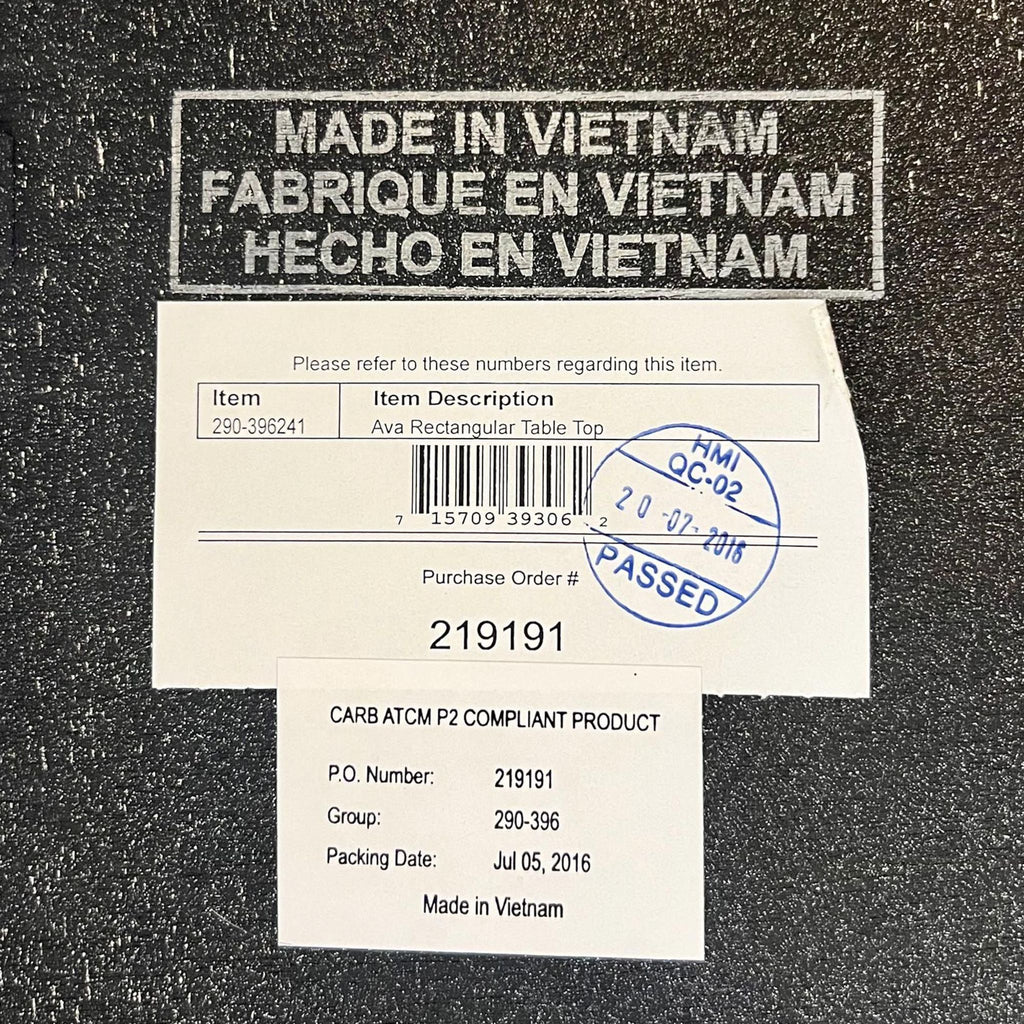 MADE IN VIETNAM
FABRIQUE EN VIETNAM
HECHO EN VIETNAM
Please refer to these numbers regarding this item.
Item Item Description
290-396241 Ava Rectangular Table Top
7 15709 39306 2
HMI
QC-02
20-07-2016
PASSED
Purchase Order #
219191
CARB ATCM P2 COMPLIANT PRODUCT
P.O. Number: 219191
Group: 290-396
Packing Date: Jul 05, 2016
Made in Vietnam